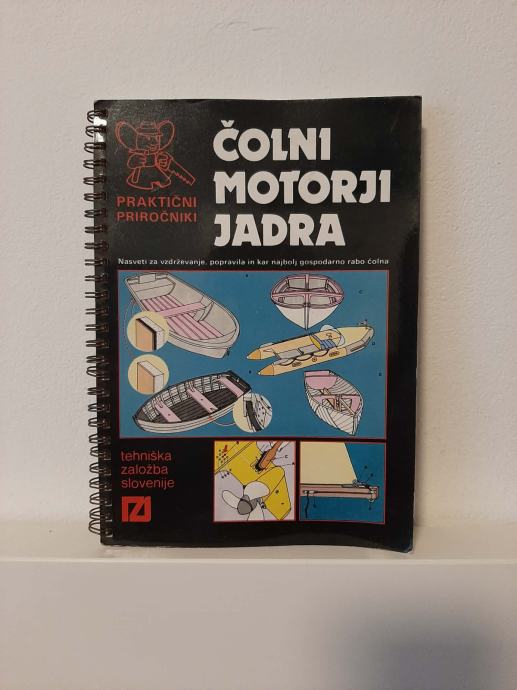 PRAKTIČNI
PRIROČNIKI
ČOLNI
MOTORJI
JADRA
Nasveti za vzdrževanje, popravila in kar najbolj gospodarno rabo čolna
tehniška
založba
slovenije